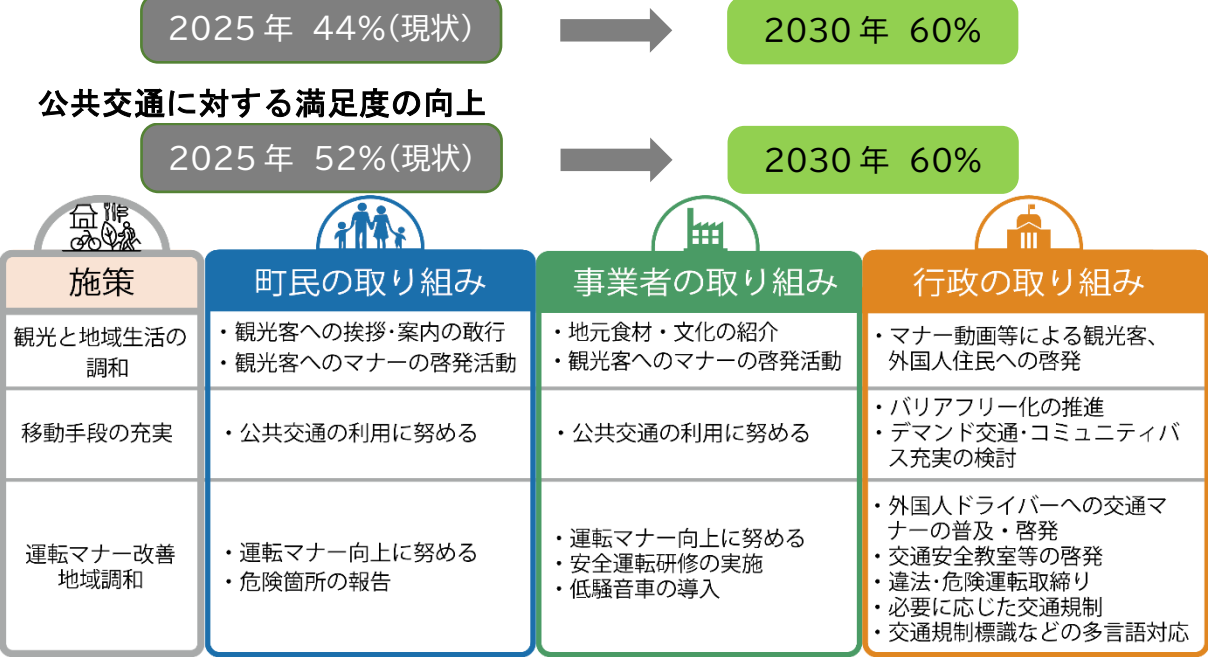 2025年 44%(現状)
2030年 60%
公共交通に対する満足度の向上
2025年 52%(現状)
2030年 60%
施策
町民の取り組み
事業者の取り組み
行政の取り組み
観光と地域生活の
調和
・観光客への挨拶・案内の敢行
・観光客へのマナーの啓発活動
・地元食材・文化の紹介
・観光客へのマナーの啓発活動
・マナー動画等による観光客、
外国人住民への啓発
移動手段の充実
・公共交通の利用に努める
・公共交通の利用に努める
・バリアフリー化の推進
・デマンド交通・コミュニティバ
ス充実の検討
運転マナー改善
地域調和
・運転マナー向上に努める
・危険箇所の報告
・運転マナー向上に努める
・安全運転研修の実施
・低騒音車の導入
・外国人ドライバーへの交通マ
ナーの普及・啓発
・交通安全教室等の啓発
・違法・危険運転取締り
・必要に応じた交通規制
・交通規制標識などの多言語対応